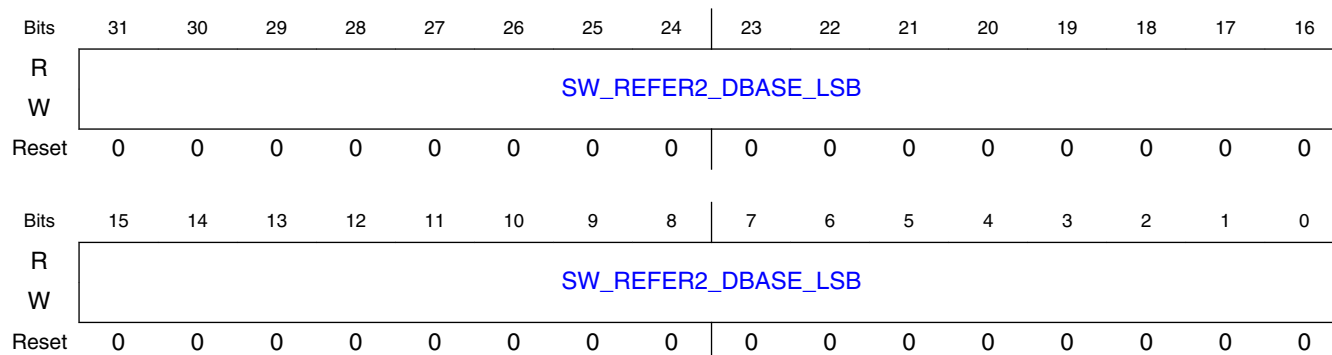 Bits 31 30 29 28 27 26 25 24 23 22 21 20 19 18 17 16
R
SW_REFER2_DBASE_LSB
W
Reset 0 0 0 0 0 0 0 0 0 0 0 0 0 0 0 0
Bits 15 14 13 12 11 10 9 8 7 6 5 4 3 2 1 0
R
SW_REFER2_DBASE_LSB
W
Reset 0 0 0 0 0 0 0 0 0 0 0 0 0 0 0 0